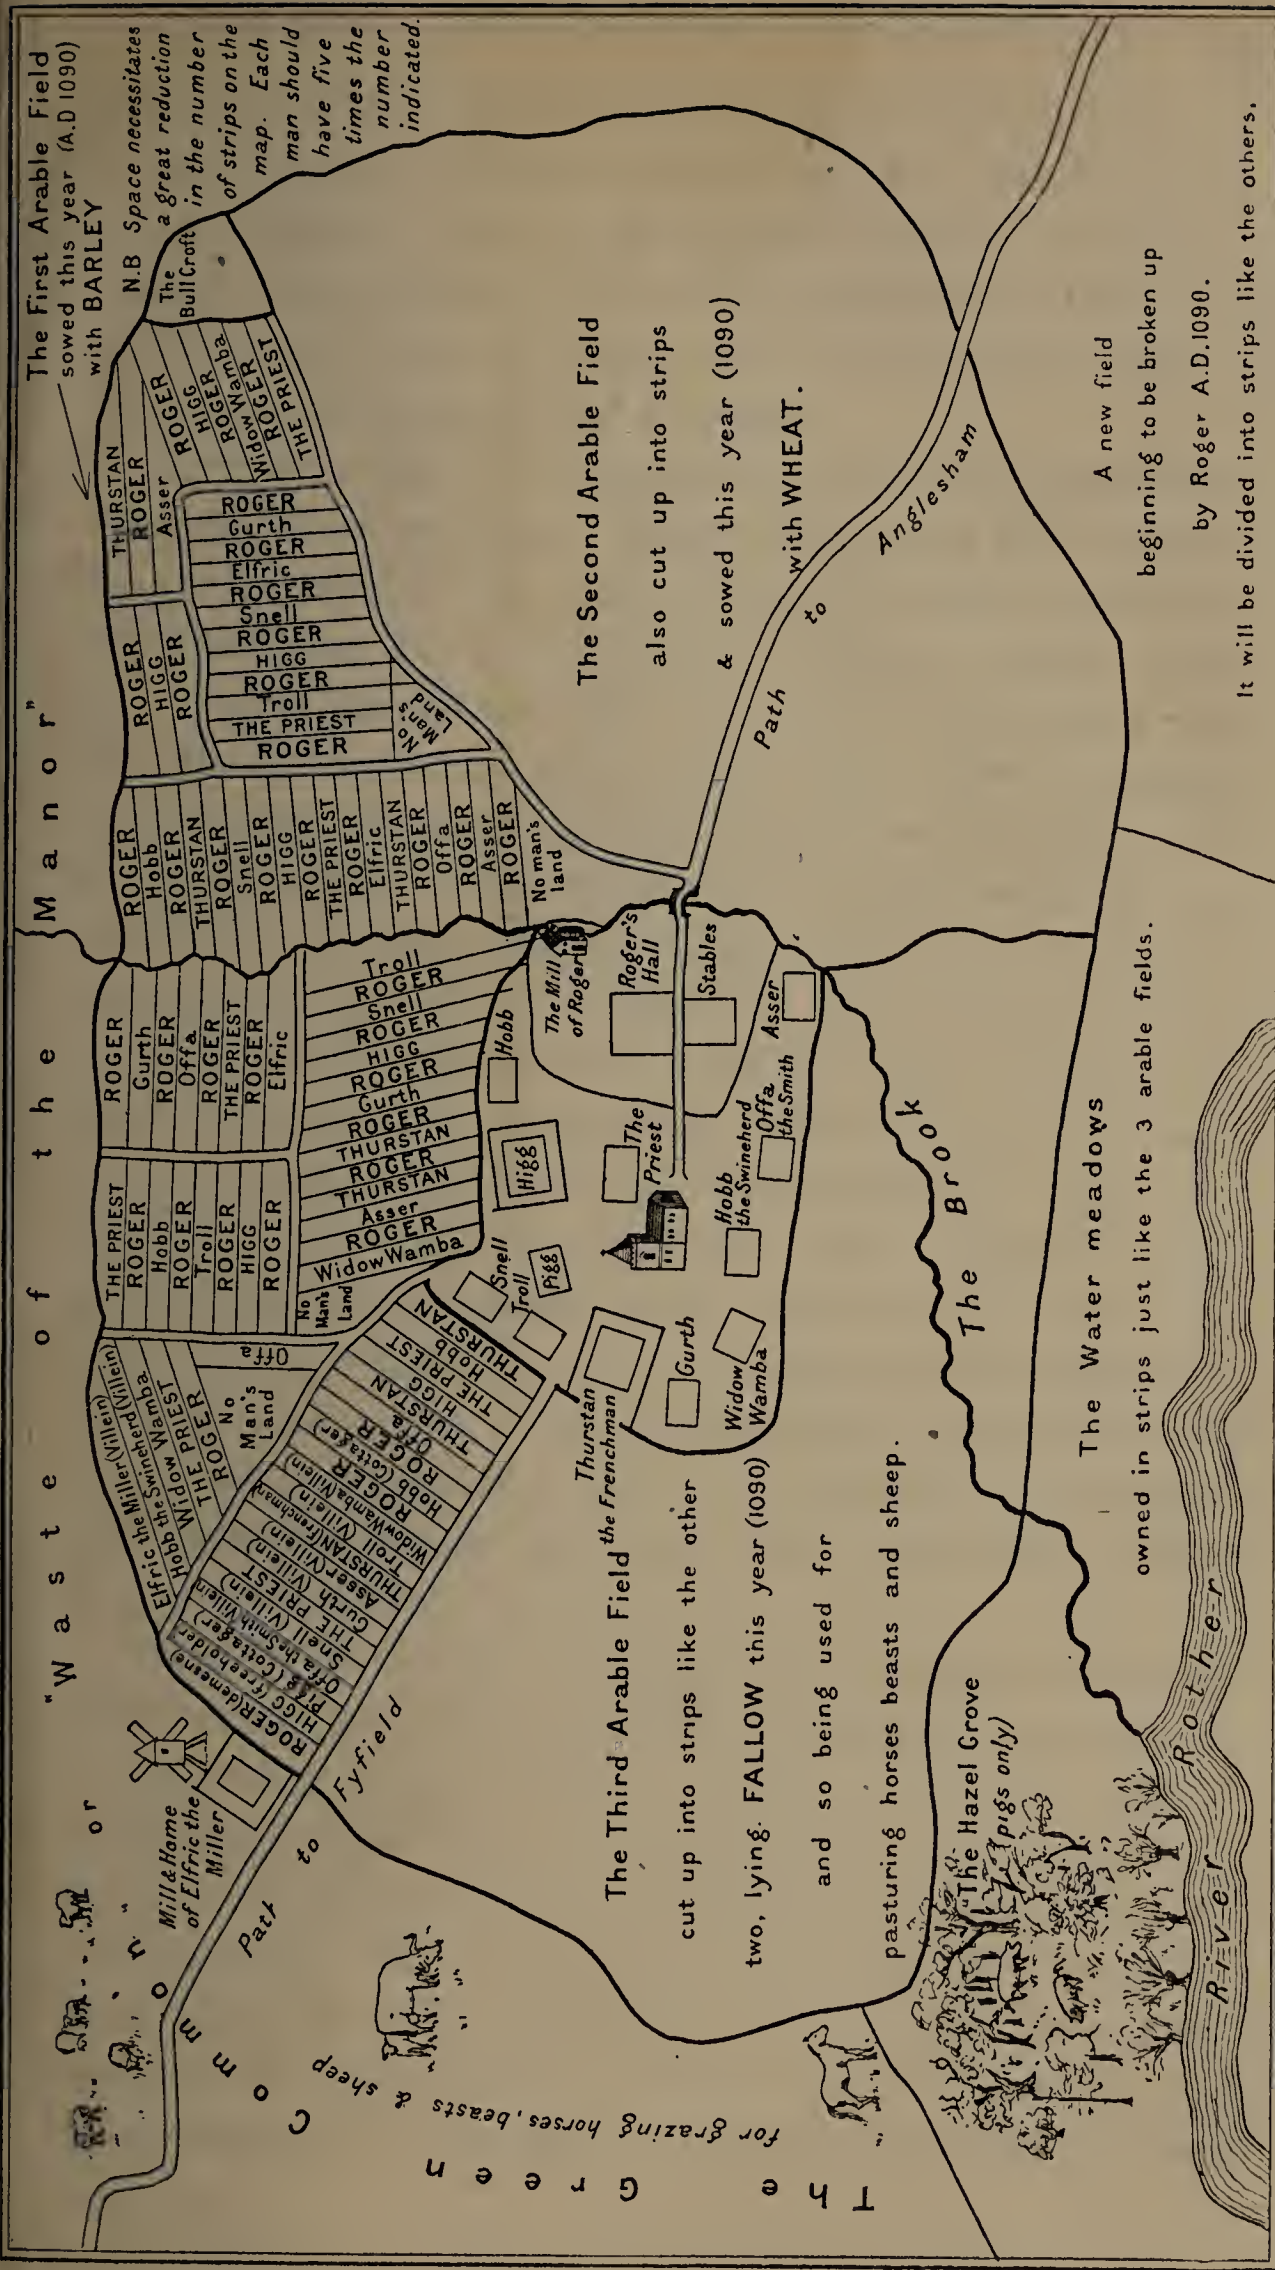 "Waste of the Manor"
or
Common
The Green
for grazing horses, beasts & sheep
The First Arable Field
sowed this year (A.D 1090)
with BARLEY
N.B Space necessitates
a great reduction
in the number
of strips on the
map. Each
man should
have five
times the
number
indicated.
Mill & Home
of Elfric the
Miller
Path to Fyfield
Elfric the Miller (Villein)
Hobb the Swineherd (Villein)
Widow Wamba
THE PRIEST
ROGER
No
Man's
Land
Offa
ROGER (demesne)
HIGG (freeholder)
Pigg (Cottager)
Offa the Smith (Villein)
Snell (Villein)
THE PRIEST
Gurth (Villein)
Asser (Villein)
THURSTAN (Frenchman)
Troll (Villein)
Widow Wamba (Villein)
ROGER
Hobb (Cottager)
ROGER
Offa
THURSTAN
HIGG
THE PRIEST
Hobb
THURSTAN
THE PRIEST
ROGER
Hobb
ROGER
Troll
ROGER
HIGG
ROGER
ROGER
Gurth
ROGER
Offa
ROGER
THE PRIEST
ROGER
Elfric
No
Man's
Land
Widow Wamba
ROGER
Asser
THURSTAN
ROGER
THURSTAN
ROGER
Gurth
ROGER
HIGG
ROGER
Snell
ROGER
Troll
ROGER
Hobb
ROGER
THURSTAN
ROGER
Snell
ROGER
HIGG
ROGER
THE PRIEST
ROGER
Elfric
THURSTAN
ROGER
Offa
ROGER
Asser
ROGER
No man's
land
ROGER
HIGG
ROGER
THURSTAN
ROGER
Asser
ROGER
THE PRIEST
Troll
ROGER
HIGG
ROGER
Snell
ROGER
Elfric
ROGER
Gurth
ROGER
No
Man's
Land
ROGER
HIGG
ROGER
Widow Wamba
ROGER
THE PRIEST
The
Bull Croft
Snell
Troll
Pigg
Higg
Hobb
The Mill
of Roger
Roger's
Hall
Stables
The
Priest
Thurstan
the Frenchman
Gurth
Widow
Wamba
Hobb
the Swineherd
Offa
the Smith
Asser
The Second Arable Field
also cut up into strips
& sowed this year (1090)
with WHEAT.
Path to Anglesham
The Third Arable Field
cut up into strips like the other
two, lying FALLOW this year (1090)
and so being used for
pasturing horses beasts and sheep.
The Brook
The Hazel Grove
(pigs only)
The Water meadows
owned in strips just like the 3 arable fields.
A new field
beginning to be broken up
by Roger A.D.1090.
It will be divided into strips like the others.
River Rother